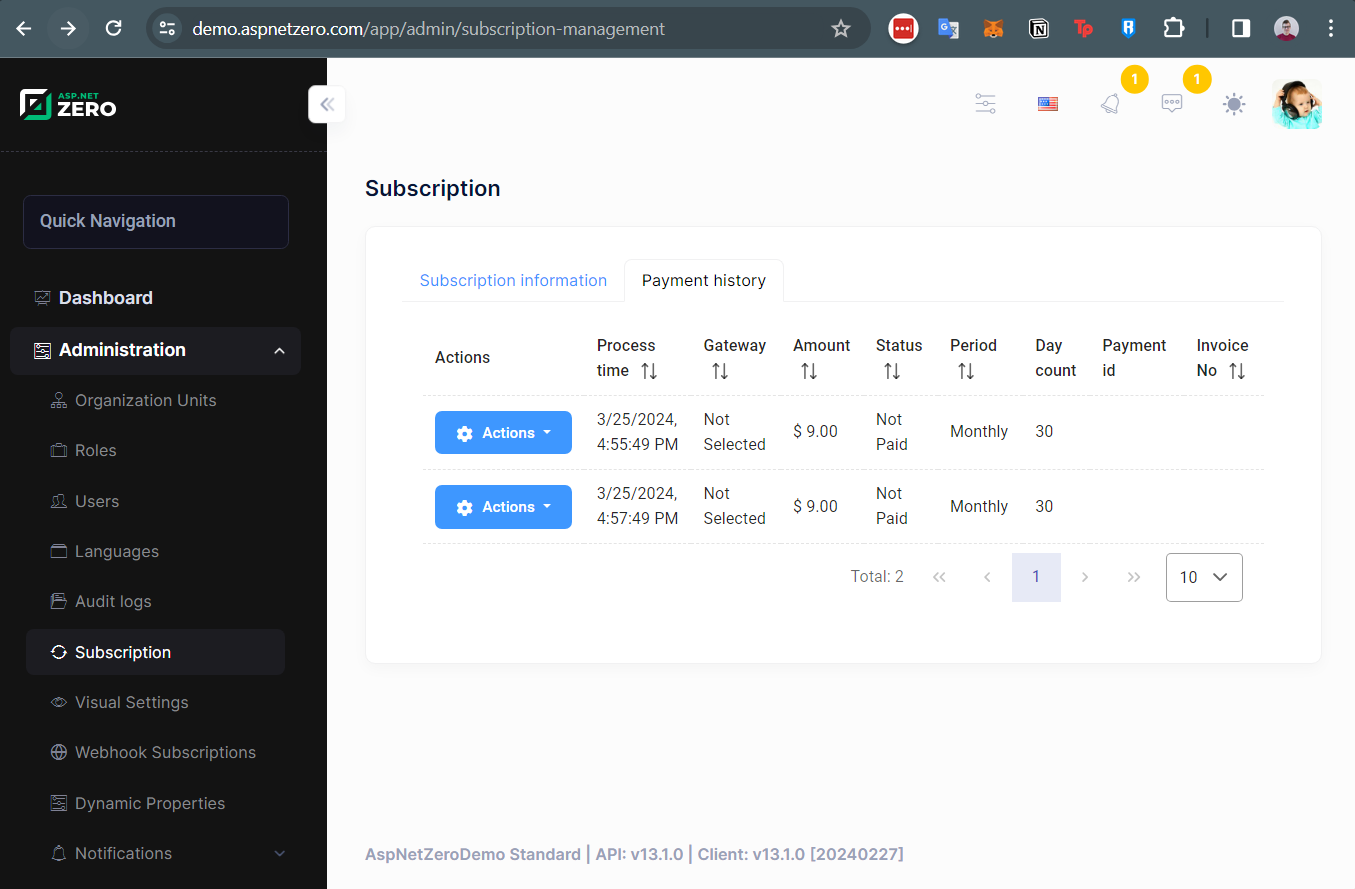 demo.aspnetzero.com/app/admin/subscription-management
ASP.NET
ZERO
1
1
Quick Navigation
Dashboard
Administration
Organization Units
Roles
Users
Languages
Audit logs
Subscription
Visual Settings
Webhook Subscriptions
Dynamic Properties
Notifications
Subscription
Subscription information
Payment history
Actions
Process time
Gateway
Amount
Status
Period
Day count
Payment id
Invoice No
Actions
3/25/2024,
4:55:49 PM
Not Selected
$ 9.00
Not Paid
Monthly
30
Actions
3/25/2024,
4:57:49 PM
Not Selected
$ 9.00
Not Paid
Monthly
30
Total: 2
1
10
AspNetZeroDemo Standard | API: v13.1.0 | Client: v13.1.0 [20240227]